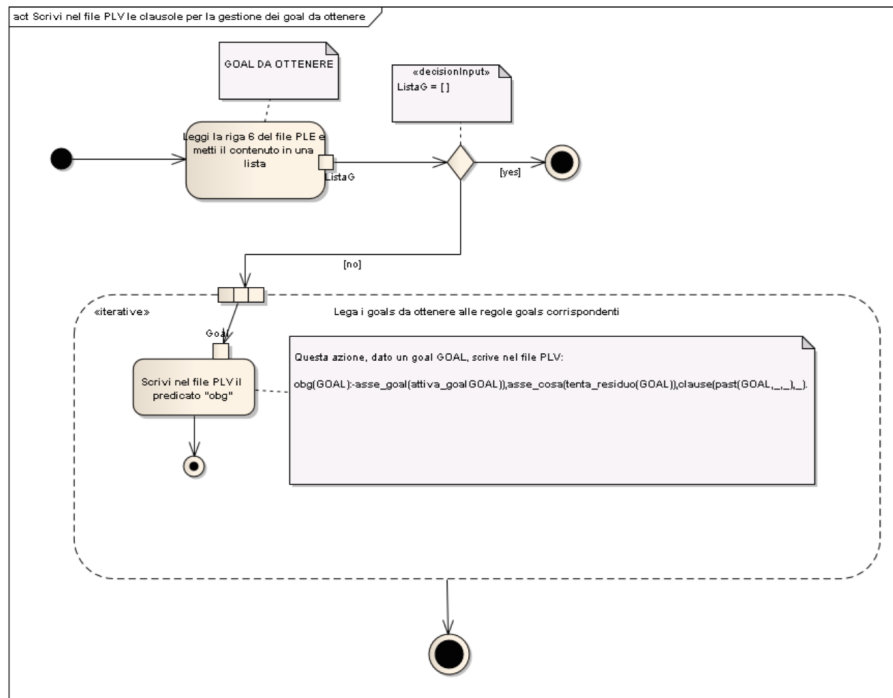 act Scrivi nel file PLV le clausole per la gestione dei goal da ottenere
GOAL DA OTTENERE
«decisionInput»
ListaG = [ ]
Leggi la riga 6 del file PLE e
metti il contenuto in una
lista
ListaG
[yes]
[no]
«iterative»
Lega i goals da ottenere alle regole goals corrispondenti
Goal
Questa azione, dato un goal GOAL, scrive nel file PLV:
Scrivi nel file PLV il
predicato "obg"
obg(GOAL):-asse_goal(attiva_goalGOAL)),asse_cosa(tenta_residuo(GOAL)),clause(past(GOAL,_,_),_).